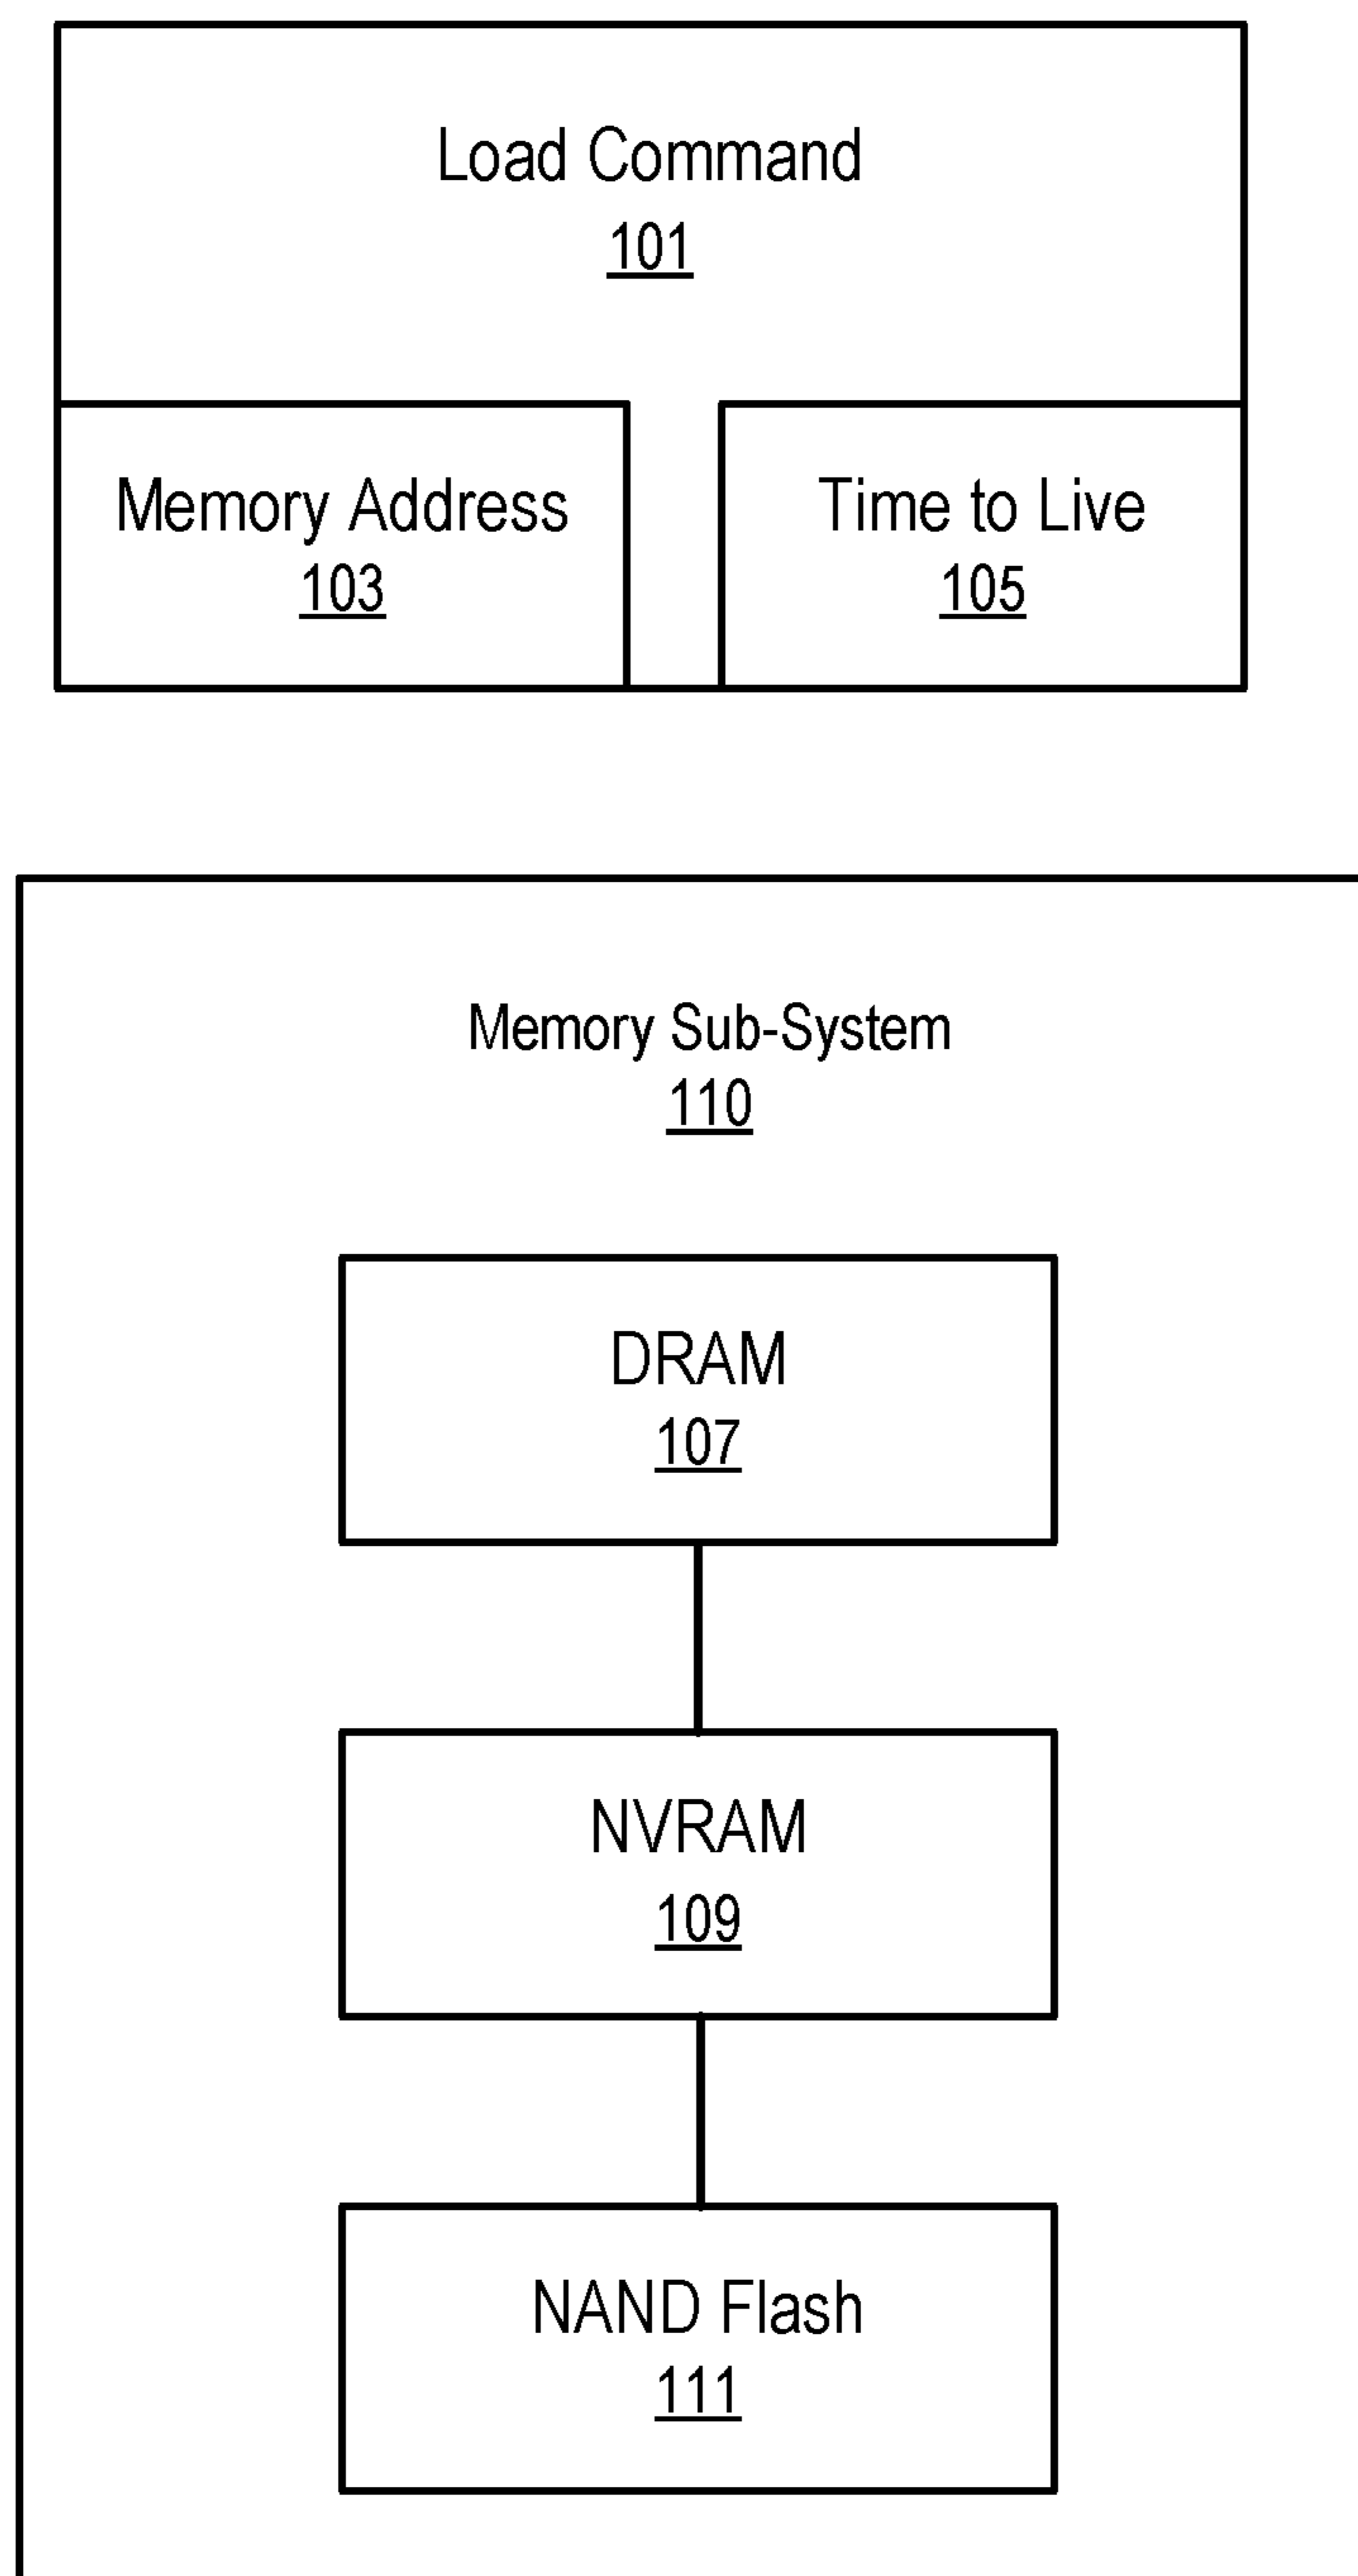 Load Command
101
Memory Address
103
Time to Live
105
Memory Sub-System
110
DRAM
107
NVRAM
109
NAND Flash
111